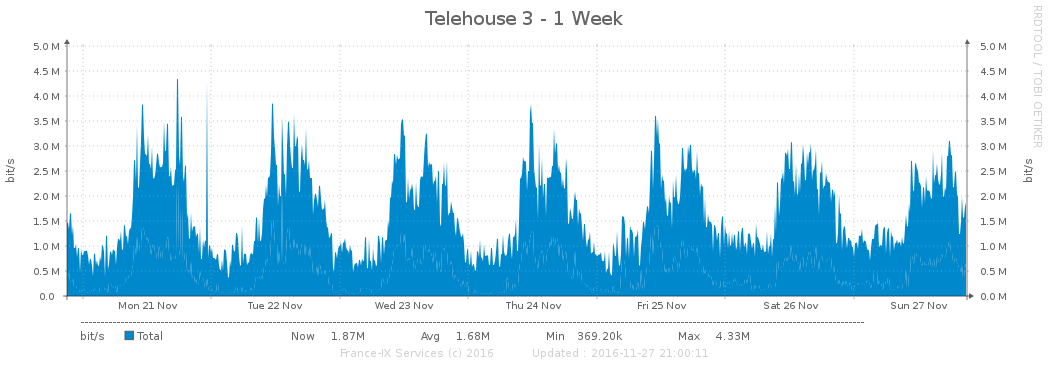 Telehouse 3 - 1 Week
RRDTOOL / TOBI OETIKER
5.0 M 5.0 M
4.5 M 4.5 M
4.0 M 4.0 M
3.5 M 3.5 M
3.0 M 3.0 M
2.5 M 2.5 M
2.0 M 2.0 M
1.5 M 1.5 M
1.0 M 1.0 M
0.5 M 0.5 M
0.0 0.0 M
bit/s bit/s
Mon 21 Nov Tue 22 Nov Wed 23 Nov Thu 24 Nov Fri 25 Nov Sat 26 Nov Sun 27 Nov
bit/s Total Now 1.87M Avg 1.68M Min 369.20k Max 4.33M
France-IX Services (c) 2016 Updated : 2016-11-27 21:00:11